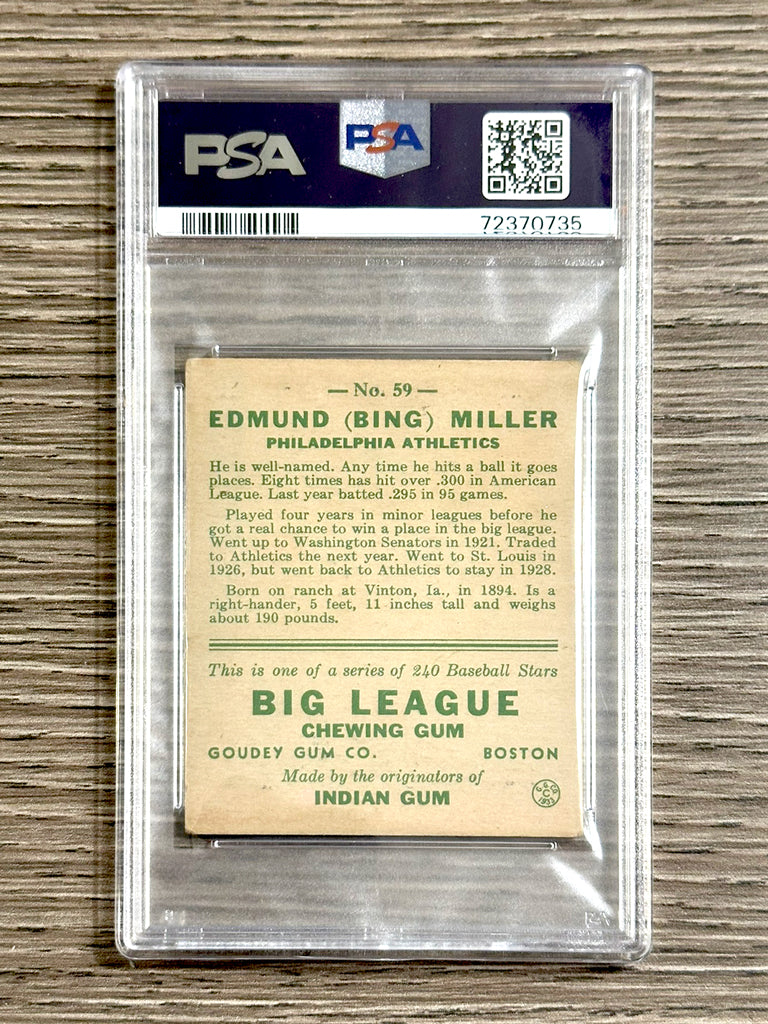 PSA
PSA
72370735
— No. 59 —
EDMUND (BING) MILLER
PHILADELPHIA ATHLETICS
He is well-named. Any time he hits a ball it goes
places. Eight times has hit over .300 in American
League. Last year batted .295 in 95 games.
Played four years in minor leagues before he
got a real chance to win a place in the big league.
Went up to Washington Senators in 1921. Traded
to Athletics the next year. Went to St. Louis in
1926, but went back to Athletics to stay in 1928.
Born on ranch at Vinton, Ia., in 1894. Is a
right-hander, 5 feet, 11 inches tall and weighs
about 190 pounds.
This is one of a series of 240 Baseball Stars
BIG LEAGUE
CHEWING GUM
GOUDEY GUM CO. BOSTON
Made by the originators of
INDIAN GUM
1933